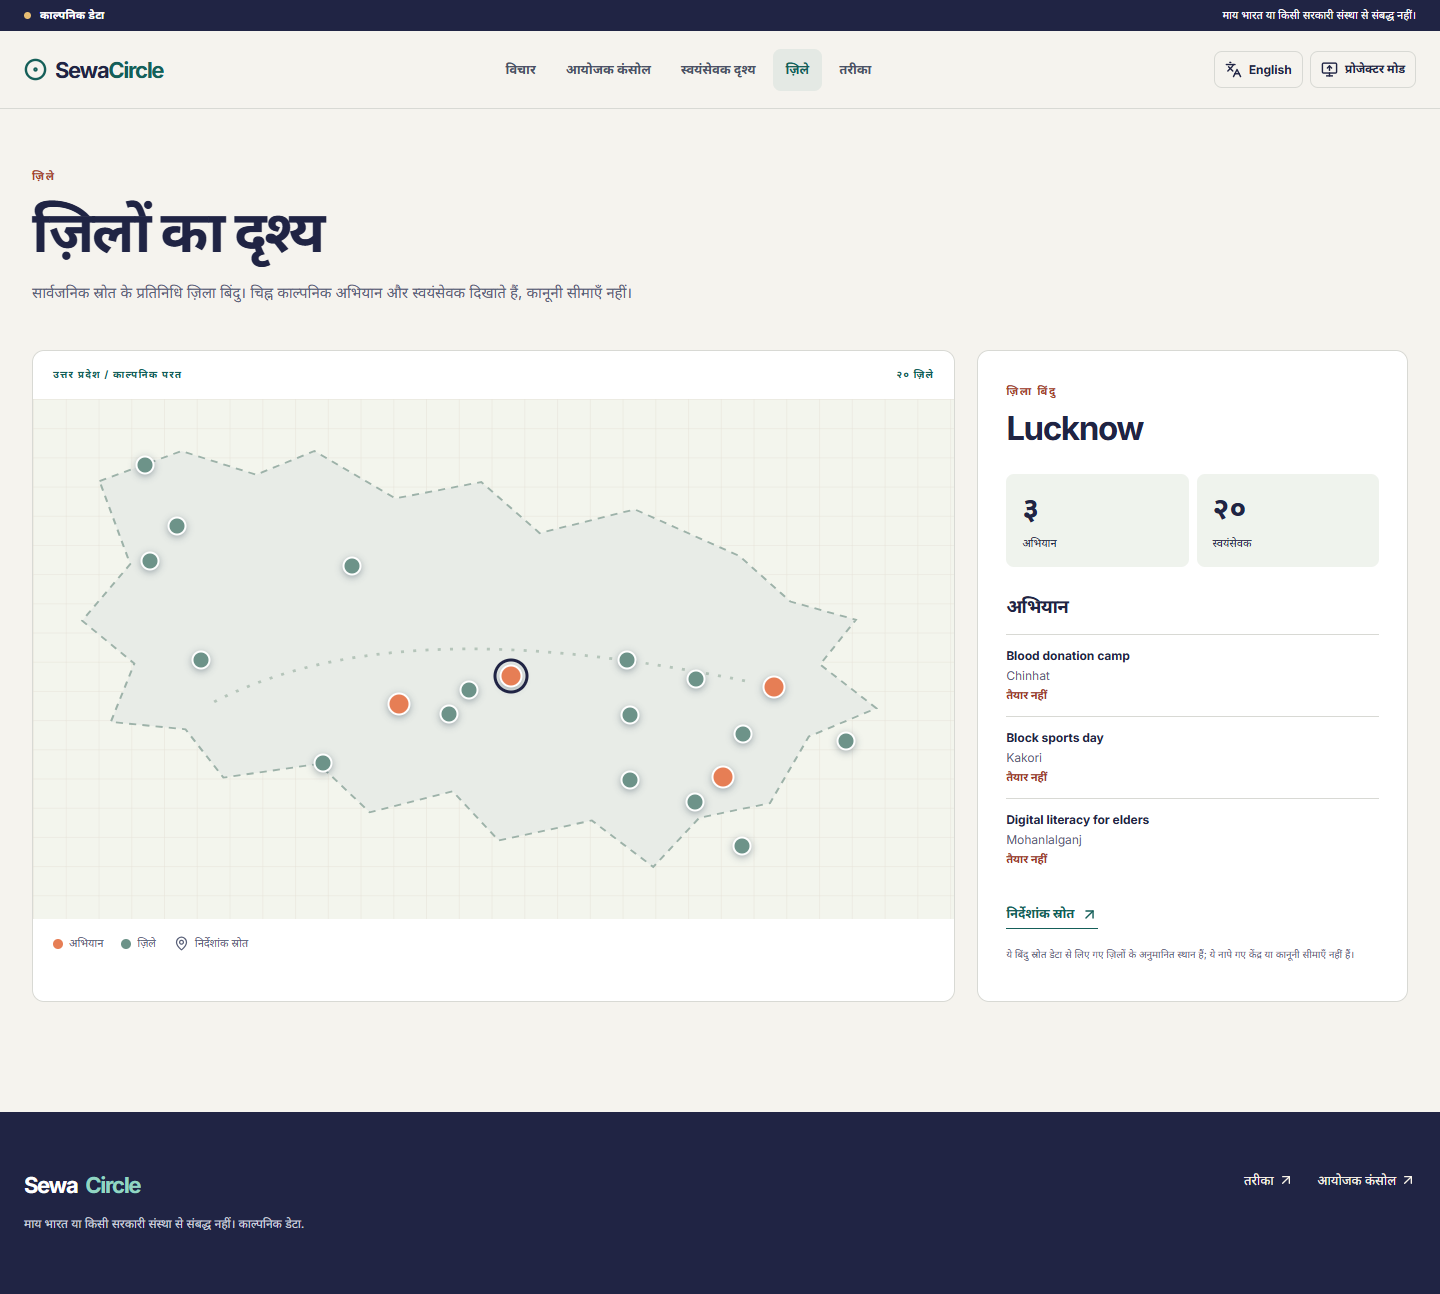 काल्पनिक डेटा
माय भारत या किसी सरकारी संस्था से संबद्ध नहीं।
SewaCircle
विचार
आयोजक कंसोल
स्वयंसेवक दृश्य
ज़िले
तरीका
English
प्रोजेक्टर मोड
ज़िले
ज़िलों का दृश्य
सार्वजनिक स्रोत के प्रतिनिधि ज़िला बिंदु। चिह्न काल्पनिक अभियान और स्वयंसेवक दिखाते हैं, कानूनी सीमाएँ नहीं।
उत्तर प्रदेश / काल्पनिक परत
२० ज़िले
अभियान
ज़िले
निर्देशांक स्रोत
ज़िला बिंदु
Lucknow
३
अभियान
२०
स्वयंसेवक
अभियान
Blood donation camp
Chinhat
तैयार नहीं
Block sports day
Kakori
तैयार नहीं
Digital literacy for elders
Mohanlalganj
तैयार नहीं
निर्देशांक स्रोत
ये बिंदु स्रोत डेटा से लिए गए ज़िलों के अनुमानित स्थान हैं; ये नापे गए केंद्र या कानूनी सीमाएँ नहीं हैं।
Sewa Circle
माय भारत या किसी सरकारी संस्था से संबद्ध नहीं। काल्पनिक डेटा.
तरीका
आयोजक कंसोल